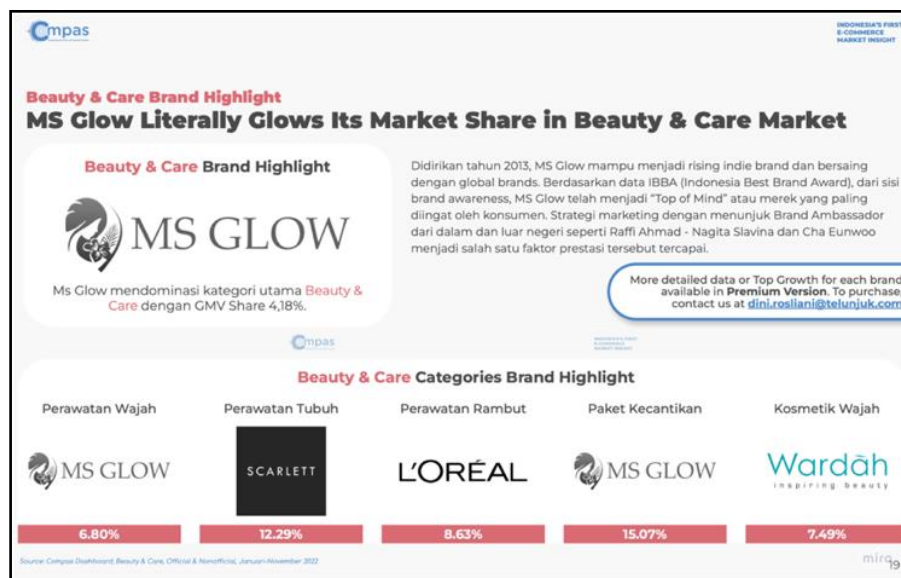 Compas
INDONESIA'S FIRST
E-COMMERCE
MARKET INSIGHT
Beauty & Care Brand Highlight
MS Glow Literally Glows Its Market Share in Beauty & Care Market
Beauty & Care Brand Highlight
MS GLOW
Ms Glow mendominasi kategori utama Beauty &
Care dengan GMV Share 4,18%.
Didirikan tahun 2013, MS Glow mampu menjadi rising indie brand dan bersaing
dengan global brands. Berdasarkan data IBBA (Indonesia Best Brand Award), dari sisi
brand awareness, MS Glow telah menjadi "Top of Mind" atau merek yang paling
diingat oleh konsumen. Strategi marketing dengan menunjuk Brand Ambassador
dari dalam dan luar negeri seperti Raffi Ahmad - Nagita Slavina dan Cha Eunwoo
menjadi salah satu faktor prestasi tersebut tercapai.
More detailed data or Top Growth for each brand
available in Premium Version. To purchase,
contact us at dini.rosliani@telunjuk.com
Compas
INDONESIA'S FIRST
E-COMMERCE
MARKET INSIGHT
Beauty & Care Categories Brand Highlight
Perawatan Wajah
MS GLOW
6.80%
Perawatan Tubuh
SCARLETT
12.29%
Perawatan Rambut
L'ORÉAL
8.63%
Paket Kecantikan
MS GLOW
15.07%
Kosmetik Wajah
Wardah
inspiring beauty
7.49%
Source: Compas Dashboard, Beauty & Care, Official & Nonofficial, Januari-November 2022
19